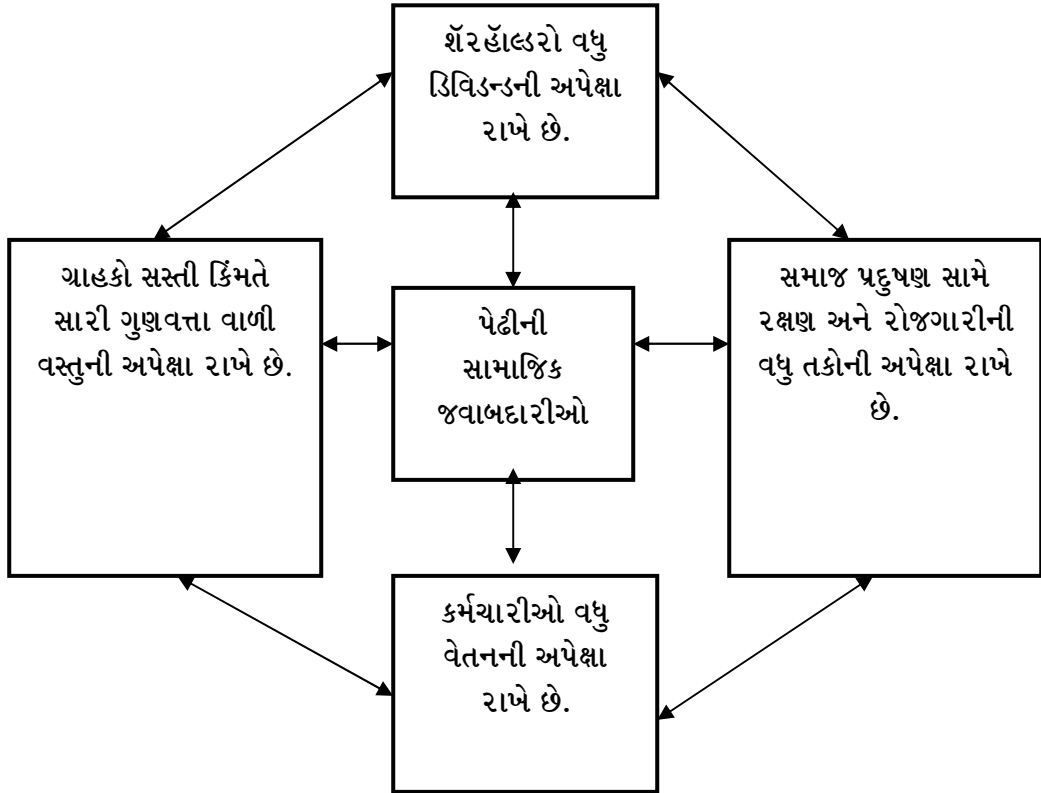 શૅરહૅાલ્ડરો વધુ
ડિવિડન્ડની અપેક્ષા
રાખે છે.
ગ્રાહકો સસ્તી કિંમતે
સારી ગુણવત્તા વાળી
વસ્તુની અપેક્ષા રાખે છે.
પેઢીની
સામાજિક
જવાબદારીઓ
સમાજ પ્રદુષણ સામે
રક્ષણ અને રોજગારીની
વધુ તકોની અપેક્ષા રાખે
છે.
કર્મચારીઓ વધુ
વેતનની અપેક્ષા
રાખે છે.